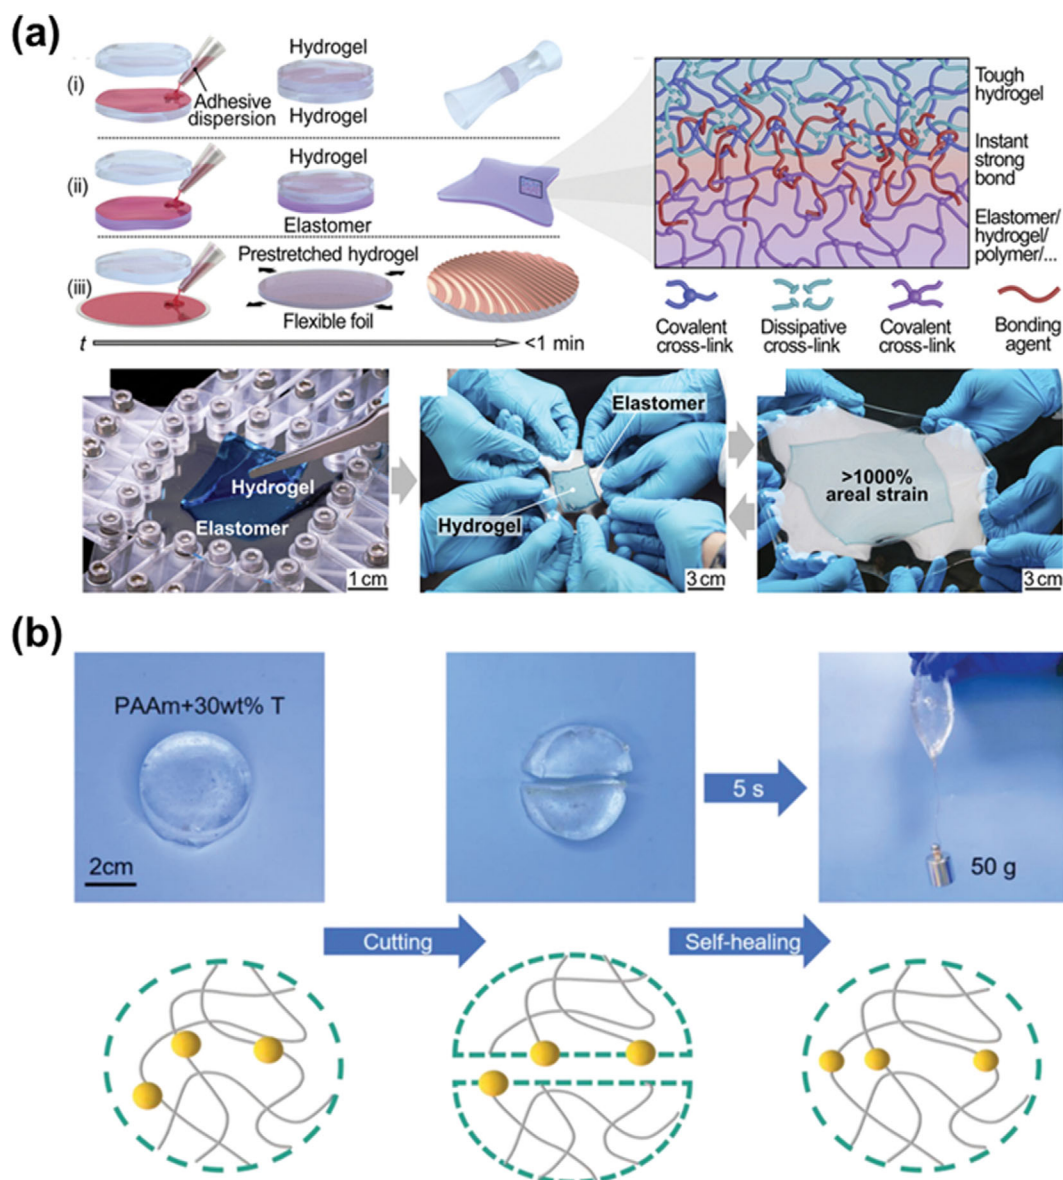 (a)
(i)
Adhesive
dispersion
Hydrogel
Hydrogel
(ii)
Hydrogel
Elastomer
(iii)
Prestretched hydrogel
Flexible foil
t
<1 min
Tough
hydrogel
Instant
strong
bond
Elastomer/
hydrogel/
polymer/...
Covalent
cross-link
Dissipative
cross-link
Covalent
cross-link
Bonding
agent
Hydrogel
Elastomer
1 cm
Elastomer
Hydrogel
3 cm
>1000%
areal strain
3 cm
(b)
PAAm+30wt% T
2cm
5 s
50 g
Cutting
Self-healing